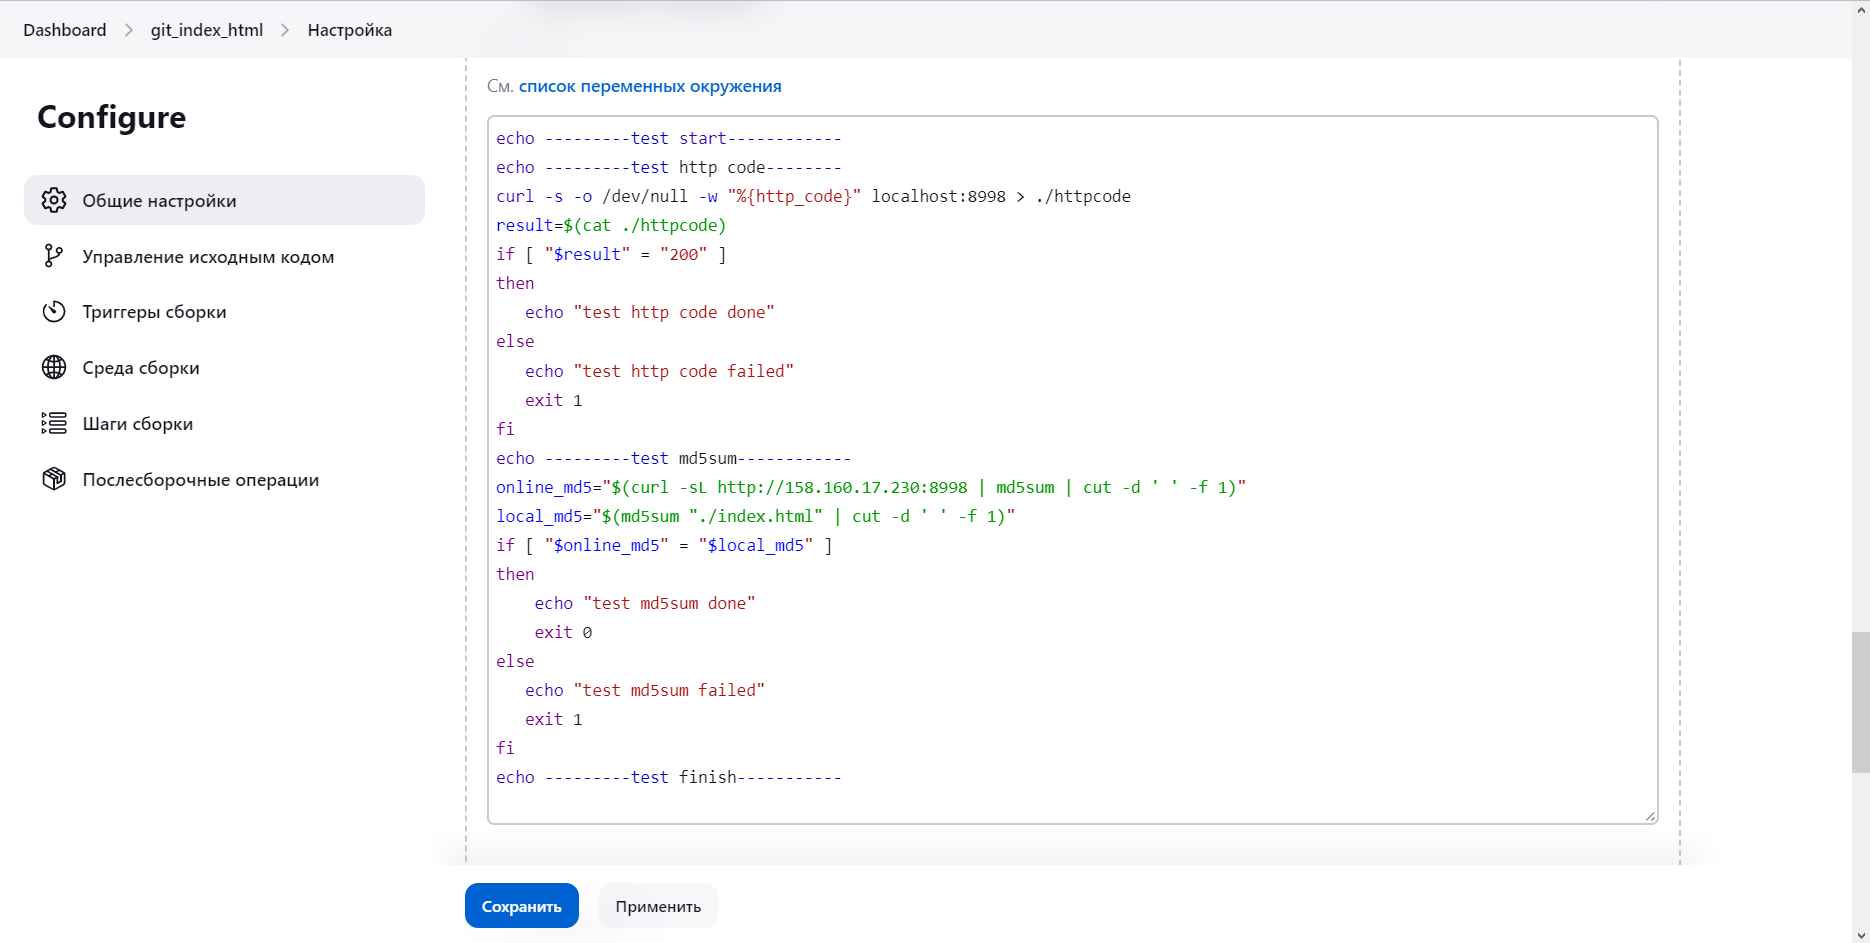 Dashboard > git_index_html > Настройка
Configure
Общие настройки
Управление исходным кодом
Триггеры сборки
Среда сборки
Шаги сборки
Послесборочные операции
См. список переменных окружения
echo ---------test start------------
echo ---------test http code--------
curl -s -o /dev/null -w "%{http_code}" localhost:8998 > ./httpcode
result=$(cat ./httpcode)
if [ "$result" = "200" ]
then
   echo "test http code done"
else
   echo "test http code failed"
   exit 1
fi
echo ---------test md5sum------------
online_md5="$(curl -sL http://158.160.17.230:8998 | md5sum | cut -d ' ' -f 1)"
local_md5="$(md5sum "./index.html" | cut -d ' ' -f 1)"
if [ "$online_md5" = "$local_md5" ]
then
    echo "test md5sum done"
    exit 0
else
   echo "test md5sum failed"
   exit 1
fi
echo ---------test finish-----------
Сохранить
Применить